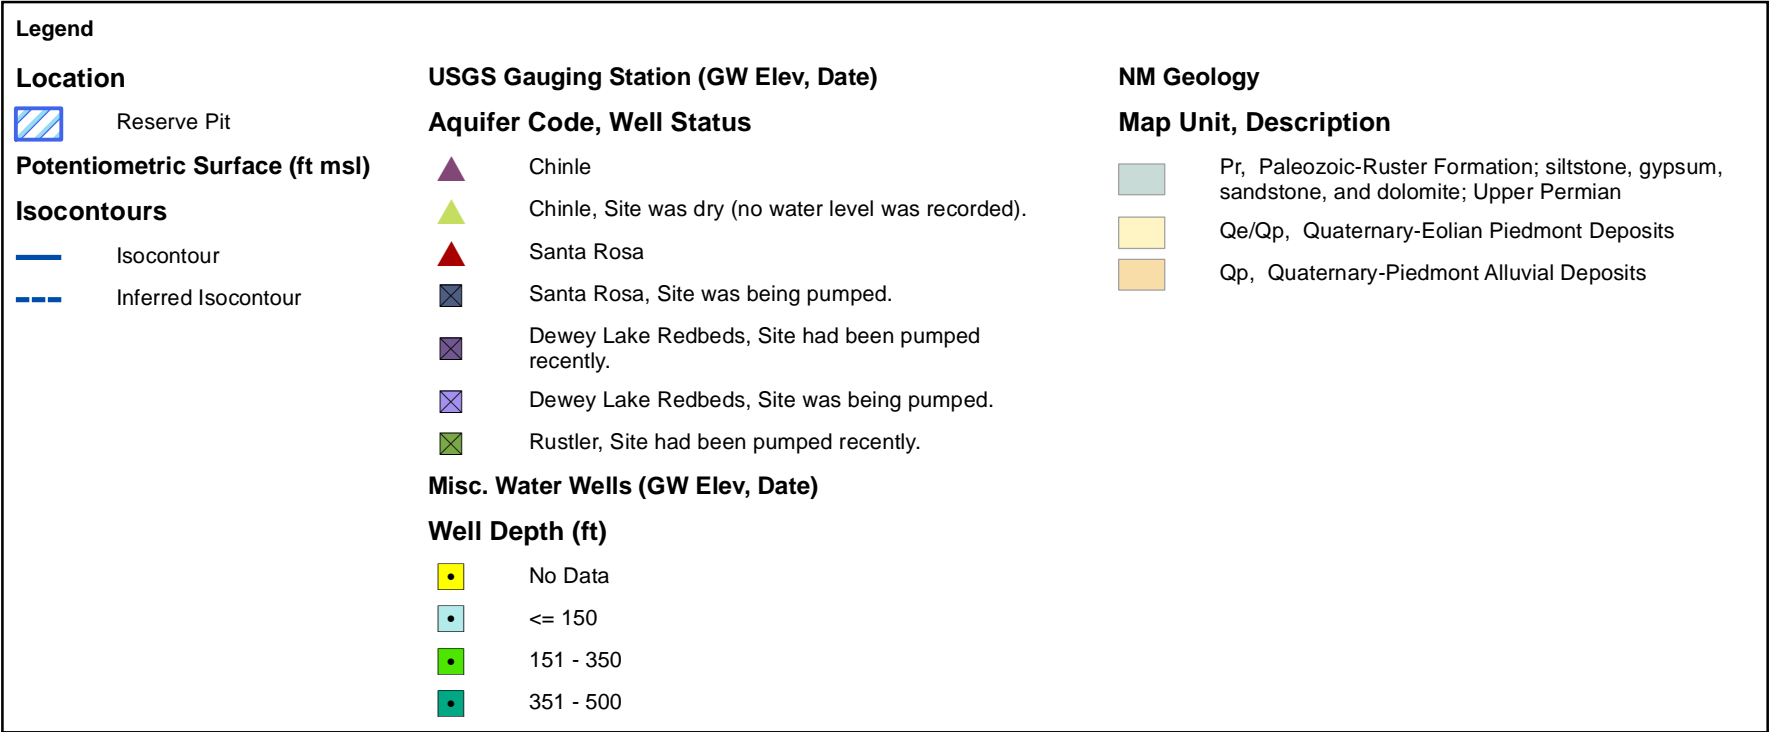 Legend
Location
Reserve Pit
Potentiometric Surface (ft msl)
Isocontours
Isocontour
Inferred Isocontour
USGS Gauging Station (GW Elev, Date)
Aquifer Code, Well Status
Chinle
Chinle, Site was dry (no water level was recorded).
Santa Rosa
Santa Rosa, Site was being pumped.
Dewey Lake Redbeds, Site had been pumped
recently.
Dewey Lake Redbeds, Site was being pumped.
Rustler, Site had been pumped recently.
Misc. Water Wells (GW Elev, Date)
Well Depth (ft)
No Data
<= 150
151 - 350
351 - 500
NM Geology
Map Unit, Description
Pr,  Paleozoic-Ruster Formation; siltstone, gypsum,
sandstone, and dolomite; Upper Permian
Qe/Qp,  Quaternary-Eolian Piedmont Deposits
Qp,  Quaternary-Piedmont Alluvial Deposits